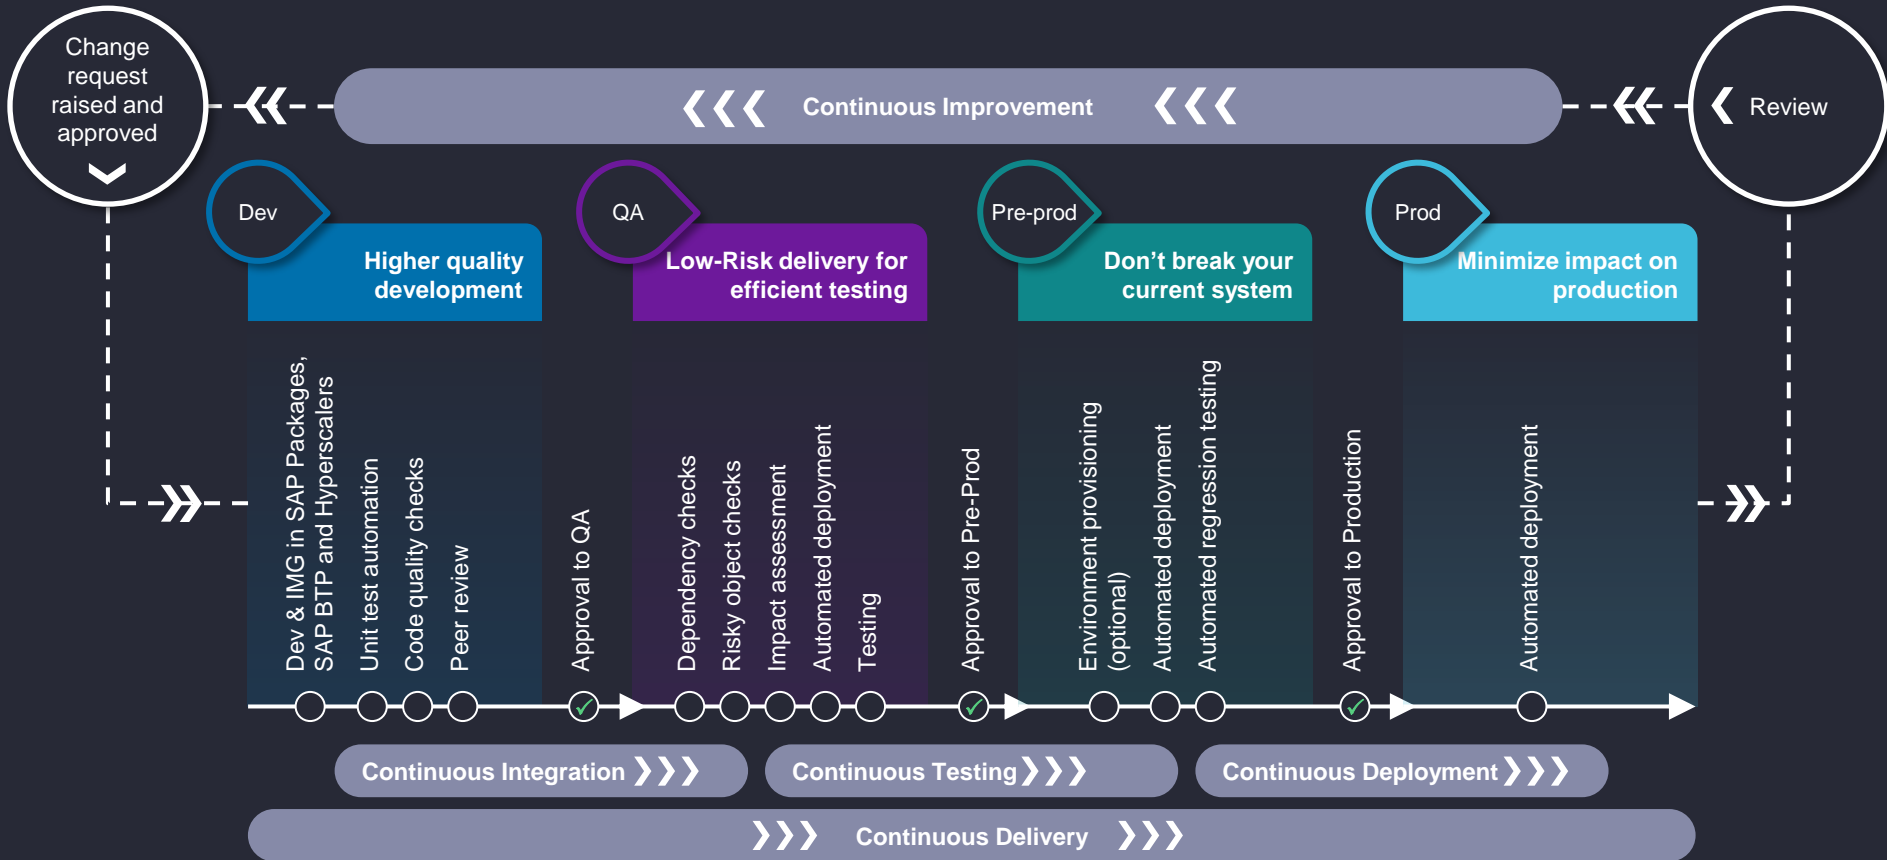 Change
request
raised and
approved
Continuous Improvement
Review
Dev
Higher quality
development
QA
Low-Risk delivery for
efficient testing
Pre-prod
Don’t break your
current system
Prod
Minimize impact on
production
Dev & IMG in SAP Packages,
SAP BTP and Hyperscalers
Unit test automation
Code quality checks
Peer review
Approval to QA
Dependency checks
Risky object checks
Impact assessment
Automated deployment
Testing
Approval to Pre-Prod
Environment provisioning
(optional)
Automated deployment
Automated regression testing
Approval to Production
Automated deployment
Continuous Integration
Continuous Testing
Continuous Deployment
Continuous Delivery